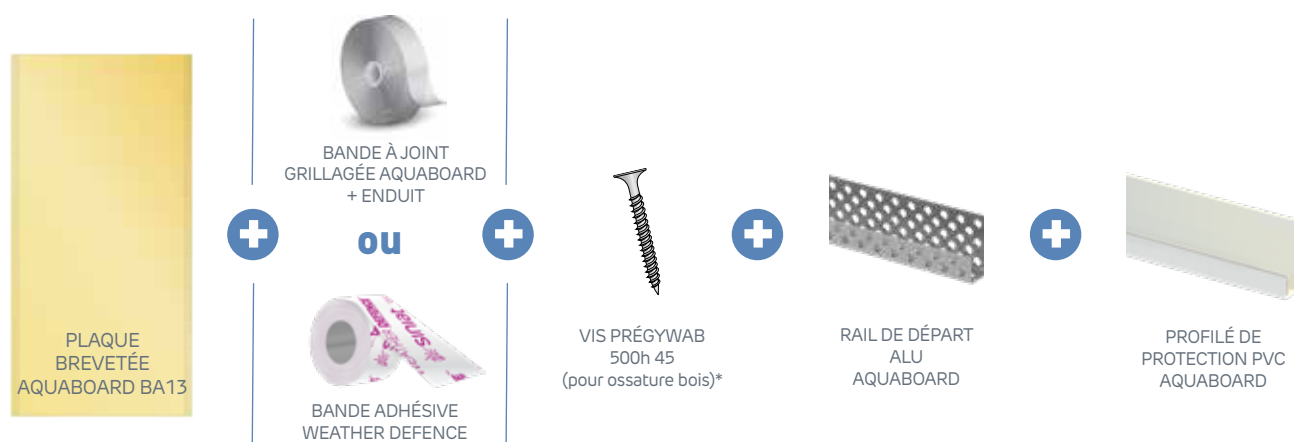 PLAQUE
BREVETÉE
AQUABOARD BA13
BANDE À JOINT
GRILLAGÉE AQUABOARD
+ ENDUIT
ou
siniat
BANDE ADHÉSIVE
WEATHER DEFENCE
VIS PRÉGYWAB
500h 45
(pour ossature bois)*
RAIL DE DÉPART
ALU
AQUABOARD
PROFILÉ DE
PROTECTION PVC
AQUABOARD